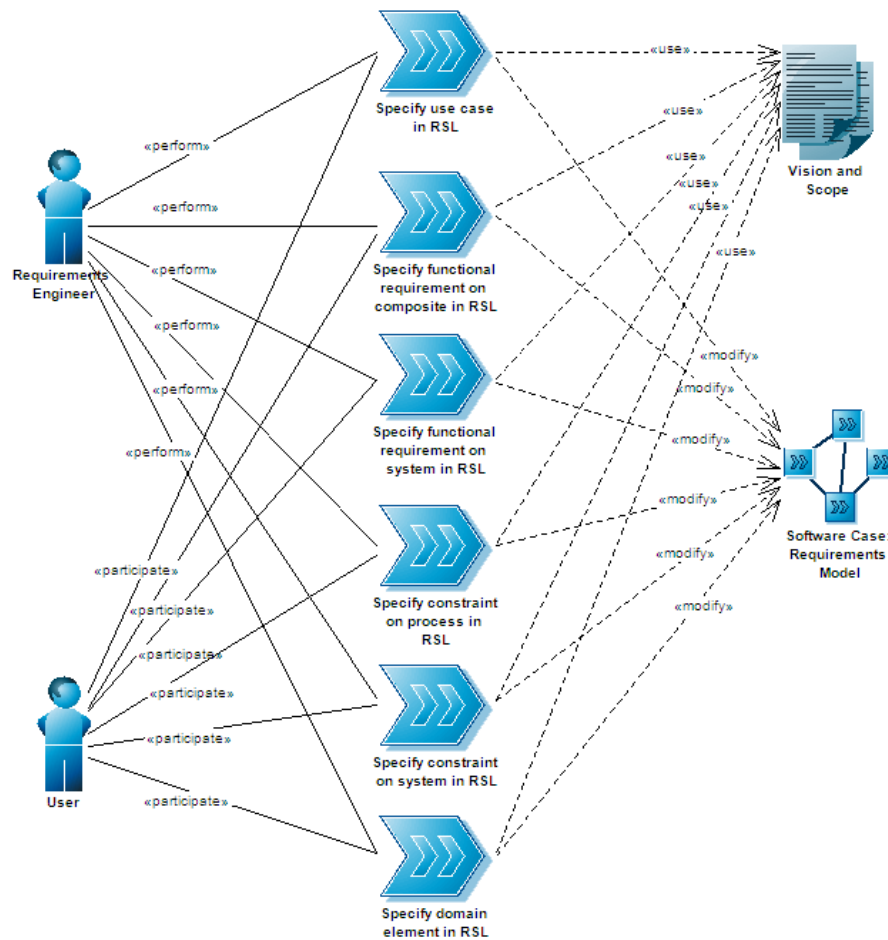 «use»
Specify use case
in RSL
Vision and
Scope
«perform»
«use»
«use»
«use»
«perform»
«use»
Requirements
Engineer
Specify functional
requirement on
composite in RSL
«perform»
«use»
«perform»
«modify»
«perform»
«modify»
Specify functional
requirement on
system in RSL
«modify»
«perform»
«modify»
Software Case:
Requirements
Model
«modify»
«participate»
Specify constraint
on process in
RSL
«modify»
«participate»
«participate»
«participate»
«participate»
Specify constraint
on system in RSL
User
«participate»
Specify domain
element in RSL